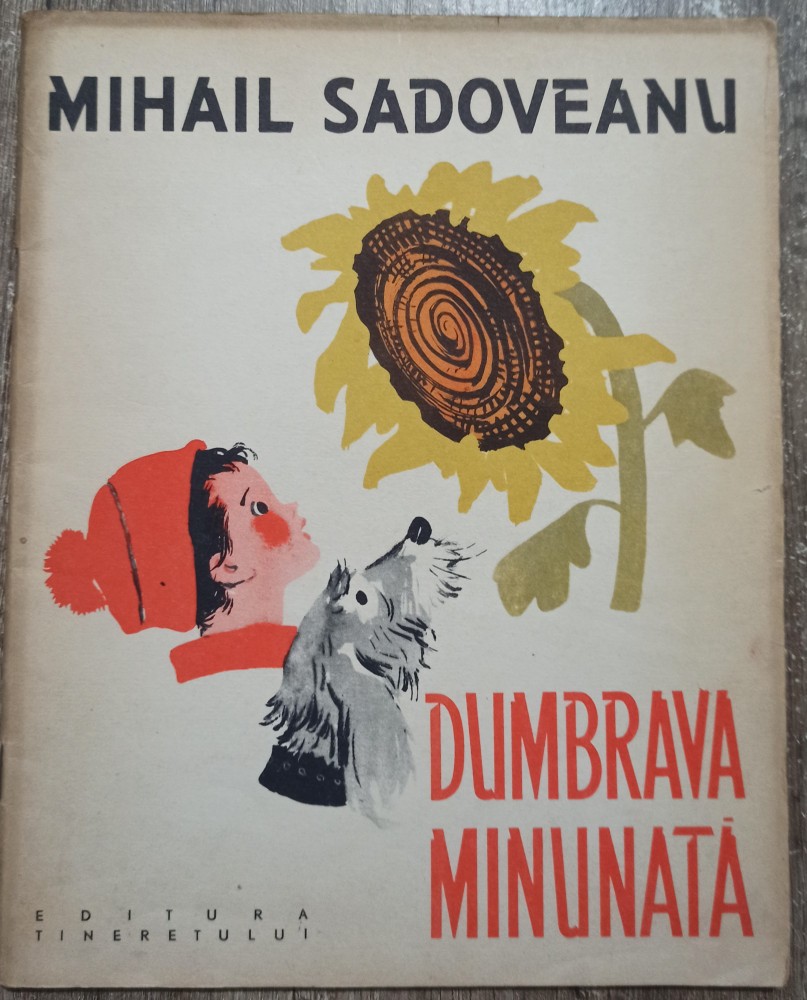 MIHAIL SADOVEANU
DUMBRAVA
MINUNATĂ
EDITURA
TINERETULUI